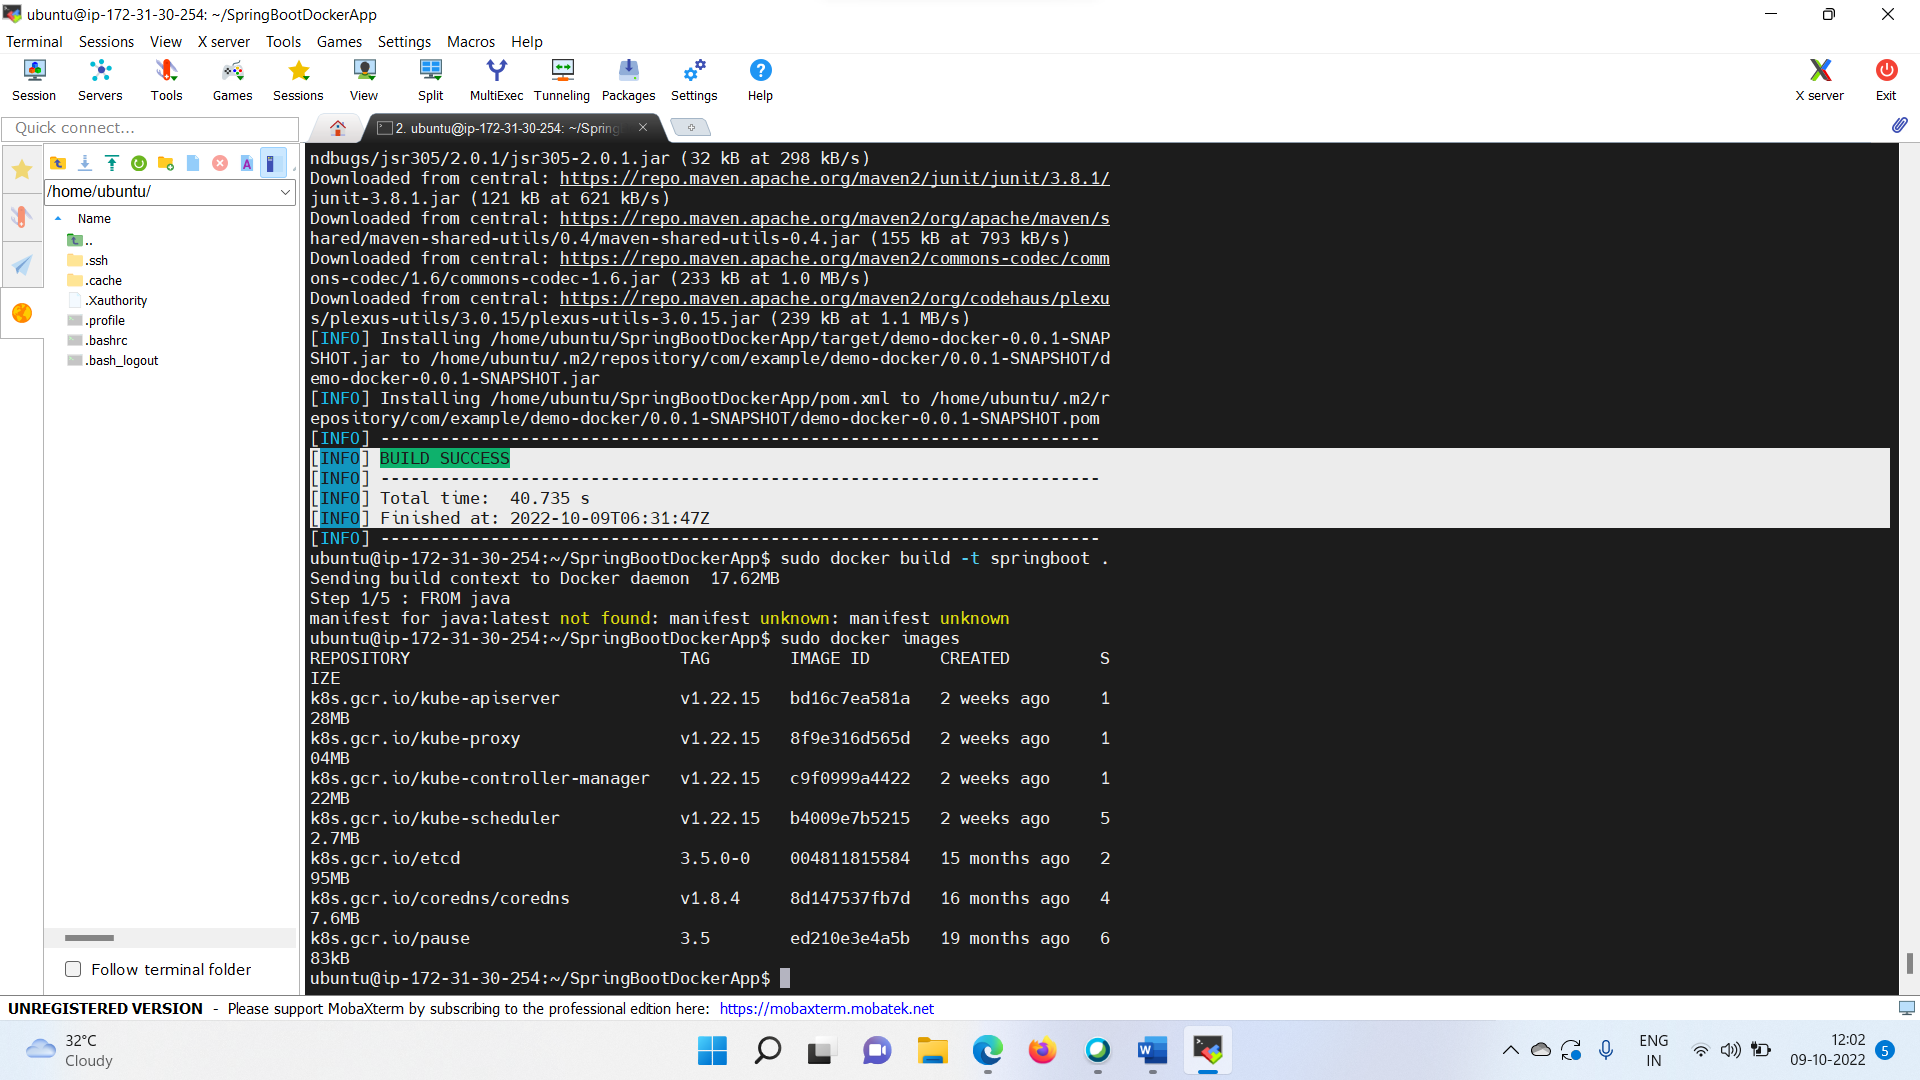 ubuntu@ip-172-31-30-254: ~/SpringBootDockerApp
Terminal Sessions View X server Tools Games Settings Macros Help
Session Servers Tools Games Sessions View Split MultiExec Tunneling Packages Settings Help X server Exit
Quick connect...
2. ubuntu@ip-172-31-30-254: ~/Spring
/home/ubuntu/
Name
..
.ssh
.cache
.Xauthority
.profile
.bashrc
.bash_logout
Follow terminal folder
ndbugs/jsr305/2.0.1/jsr305-2.0.1.jar (32 kB at 298 kB/s)
Downloaded from central: https://repo.maven.apache.org/maven2/junit/junit/3.8.1/
junit-3.8.1.jar (121 kB at 621 kB/s)
Downloaded from central: https://repo.maven.apache.org/maven2/org/apache/maven/s
hared/maven-shared-utils/0.4/maven-shared-utils-0.4.jar (155 kB at 793 kB/s)
Downloaded from central: https://repo.maven.apache.org/maven2/commons-codec/comm
ons-codec/1.6/commons-codec-1.6.jar (233 kB at 1.0 MB/s)
Downloaded from central: https://repo.maven.apache.org/maven2/org/codehaus/plexu
s/plexus-utils/3.0.15/plexus-utils-3.0.15.jar (239 kB at 1.1 MB/s)
[INFO] Installing /home/ubuntu/SpringBootDockerApp/target/demo-docker-0.0.1-SNAP
SHOT.jar to /home/ubuntu/.m2/repository/com/example/demo-docker/0.0.1-SNAPSHOT/d
emo-docker-0.0.1-SNAPSHOT.jar
[INFO] Installing /home/ubuntu/SpringBootDockerApp/pom.xml to /home/ubuntu/.m2/r
epository/com/example/demo-docker/0.0.1-SNAPSHOT/demo-docker-0.0.1-SNAPSHOT.pom
[INFO] ------------------------------------------------------------------------
[INFO] BUILD SUCCESS
[INFO] ------------------------------------------------------------------------
[INFO] Total time:  40.735 s
[INFO] Finished at: 2022-10-09T06:31:47Z
[INFO] ------------------------------------------------------------------------
ubuntu@ip-172-31-30-254:~/SpringBootDockerApp$ sudo docker build -t springboot .
Sending build context to Docker daemon  17.62MB
Step 1/5 : FROM java
manifest for java:latest not found: manifest unknown: manifest unknown
ubuntu@ip-172-31-30-254:~/SpringBootDockerApp$ sudo docker images
REPOSITORY                           TAG        IMAGE ID       CREATED         S
IZE
k8s.gcr.io/kube-apiserver            v1.22.15   bd16c7ea581a   2 weeks ago     1
28MB
k8s.gcr.io/kube-proxy                v1.22.15   8f9e316d565d   2 weeks ago     1
04MB
k8s.gcr.io/kube-controller-manager   v1.22.15   c9f0999a4422   2 weeks ago     1
22MB
k8s.gcr.io/kube-scheduler            v1.22.15   b4009e7b5215   2 weeks ago     5
2.7MB
k8s.gcr.io/etcd                      3.5.0-0    004811815584   15 months ago   2
95MB
k8s.gcr.io/coredns/coredns           v1.8.4     8d147537fb7d   16 months ago   4
7.6MB
k8s.gcr.io/pause                     3.5        ed210e3e4a5b   19 months ago   6
83kB
ubuntu@ip-172-31-30-254:~/SpringBootDockerApp$
UNREGISTERED VERSION - Please support MobaXterm by subscribing to the professional edition here: https://mobaxterm.mobatek.net
32°C
Cloudy
ENG
IN
12:02
09-10-2022
5